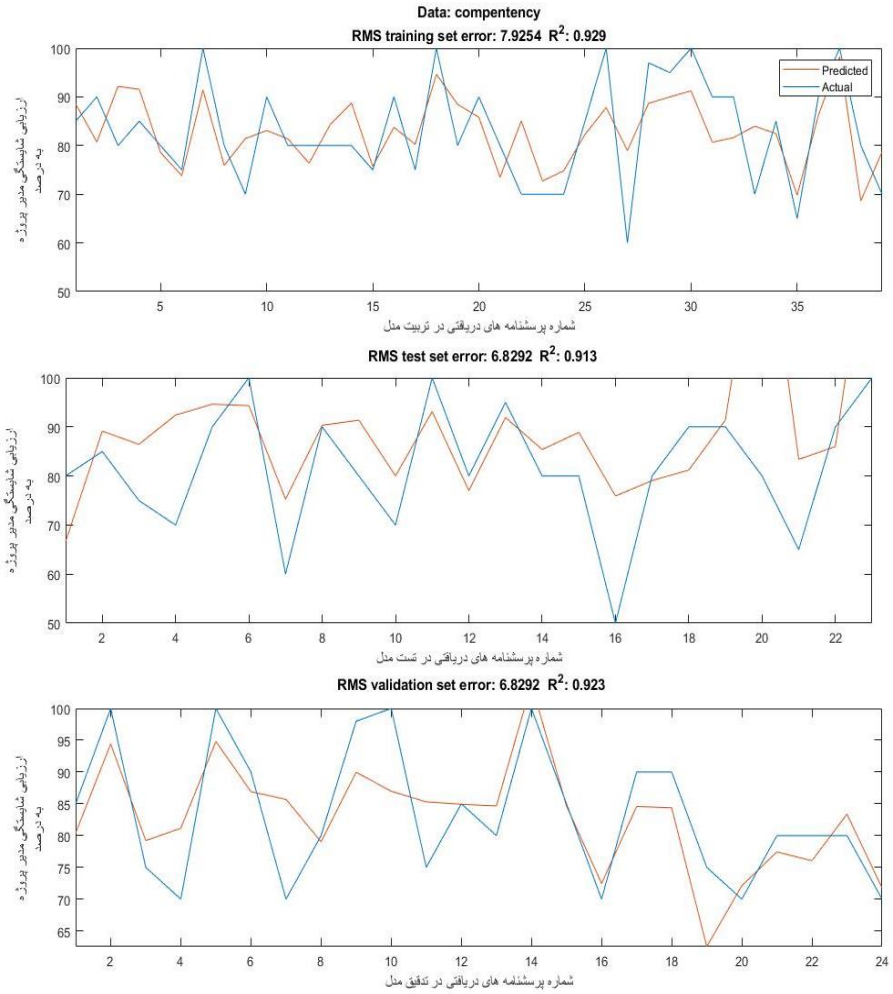 Data: compentency
RMS training set error: 7.9254 R²: 0.929
100
90
80
70
60
50
ارزیابی شایستگی مدیر پروژه
به درصد
Predicted
Actual
5 10 15 20 25 30 35
شماره پرسشنامه های دریافتی در تربیت مدل
RMS test set error: 6.8292 R²: 0.913
100
90
80
70
60
50
ارزیابی شایستگی مدیر پروژه
به درصد
2 4 6 8 10 12 14 16 18 20 22
شماره پرسشنامه های دریافتی در تست مدل
RMS validation set error: 6.8292 R²: 0.923
100
95
90
85
80
75
70
65
ارزیابی شایستگی مدیر پروژه
به درصد
2 4 6 8 10 12 14 16 18 20 22 24
شماره پرسشنامه های دریافتی در تدقیق مدل